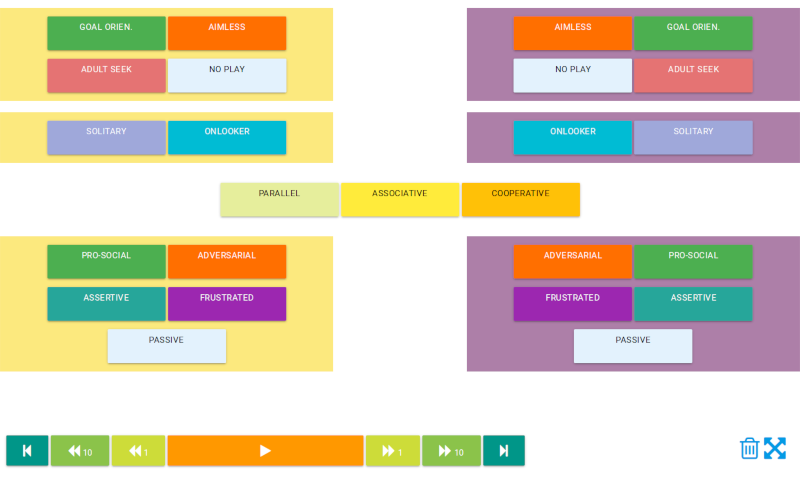 GOAL ORIEN. AIMLESS AIMLESS GOAL ORIEN.
ADULT SEEK NO PLAY NO PLAY ADULT SEEK
SOLITARY ONLOOKER ONLOOKER SOLITARY
PARALLEL ASSOCIATIVE COOPERATIVE
PRO-SOCIAL ADVERSARIAL ADVERSARIAL PRO-SOCIAL
ASSERTIVE FRUSTRATED FRUSTRATED ASSERTIVE
PASSIVE PASSIVE
10 1 1 10